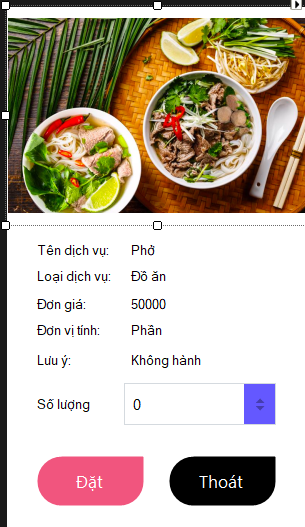 Tên dịch vụ: Phở
Loại dịch vụ: Đồ ăn
Đơn giá: 50000
Đơn vị tính: Phần
Lưu ý: Không hành
Số lượng 0
Đặt Thoát